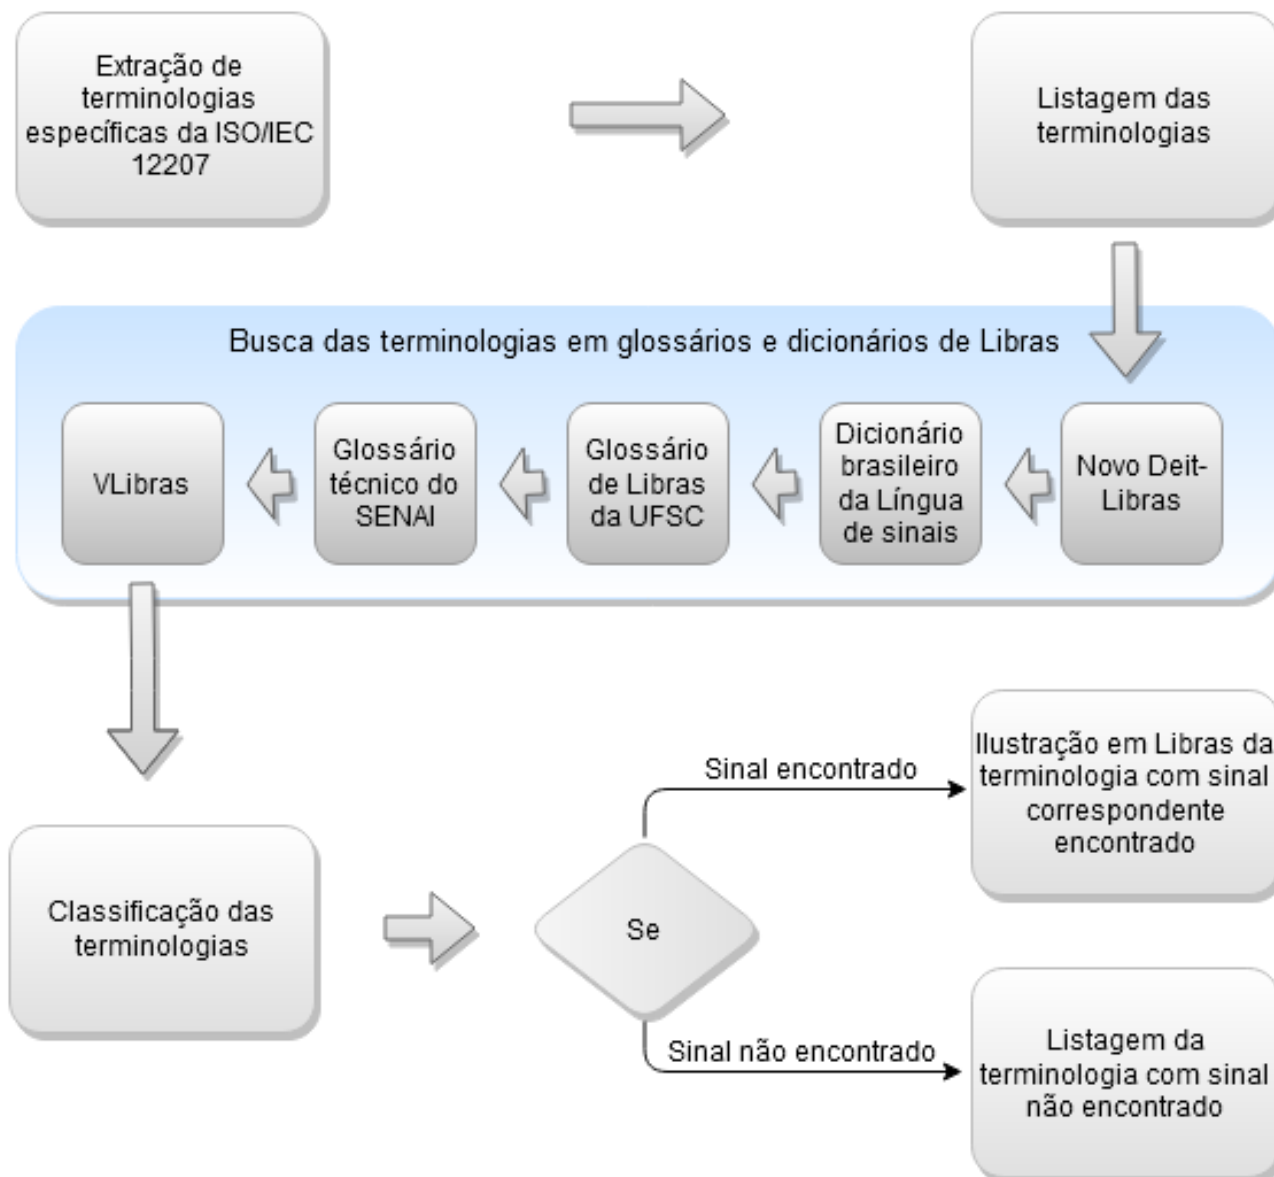 Extração de
terminologias
específicas da ISO/IEC
12207
Listagem das
terminologias
Busca das terminologias em glossários e dicionários de Libras
VLibras
Glossário
técnico do
SENAI
Glossário
de Libras
da UFSC
Dicionário
brasileiro
da Língua
de sinais
Novo Deit-
Libras
Classificação das
terminologias
Se
Sinal encontrado
Ilustração em Libras da
terminologia com sinal
correspondente
encontrado
Sinal não encontrado
Listagem da
terminologia com sinal
não encontrado